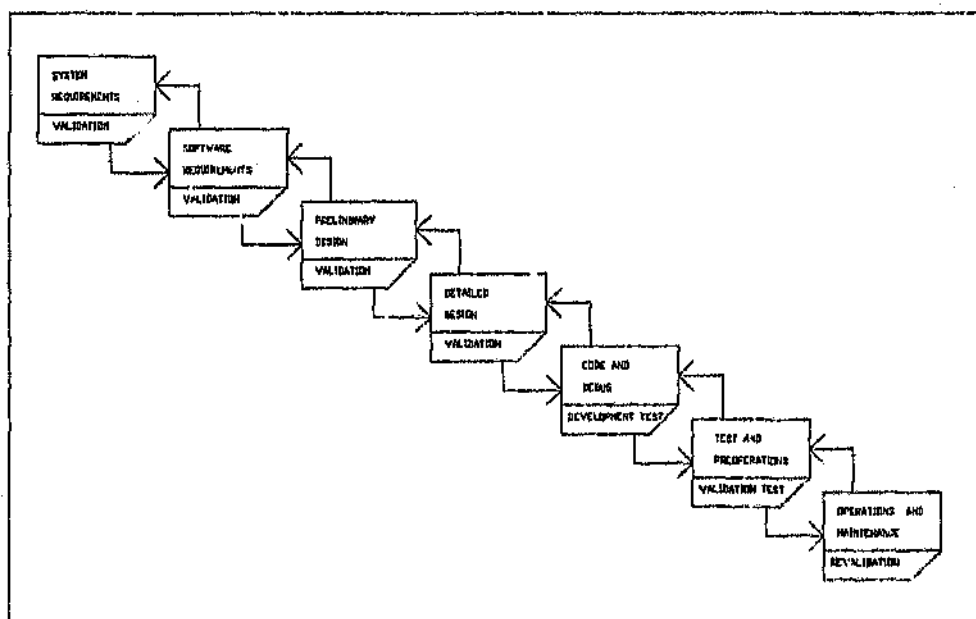 SYSTEM
REQUIREMENTS
VALIDATION
SOFTWARE
REQUIREMENTS
VALIDATION
PRELIMINARY
DESIGN
VALIDATION
DETAILED
DESIGN
VALIDATION
CODE AND
DEBUG
DEVELOPMENT TEST
TEST AND
PREOPERATIONS
VALIDATION TEST
OPERATIONS AND
MAINTENANCE
REVALIDATION